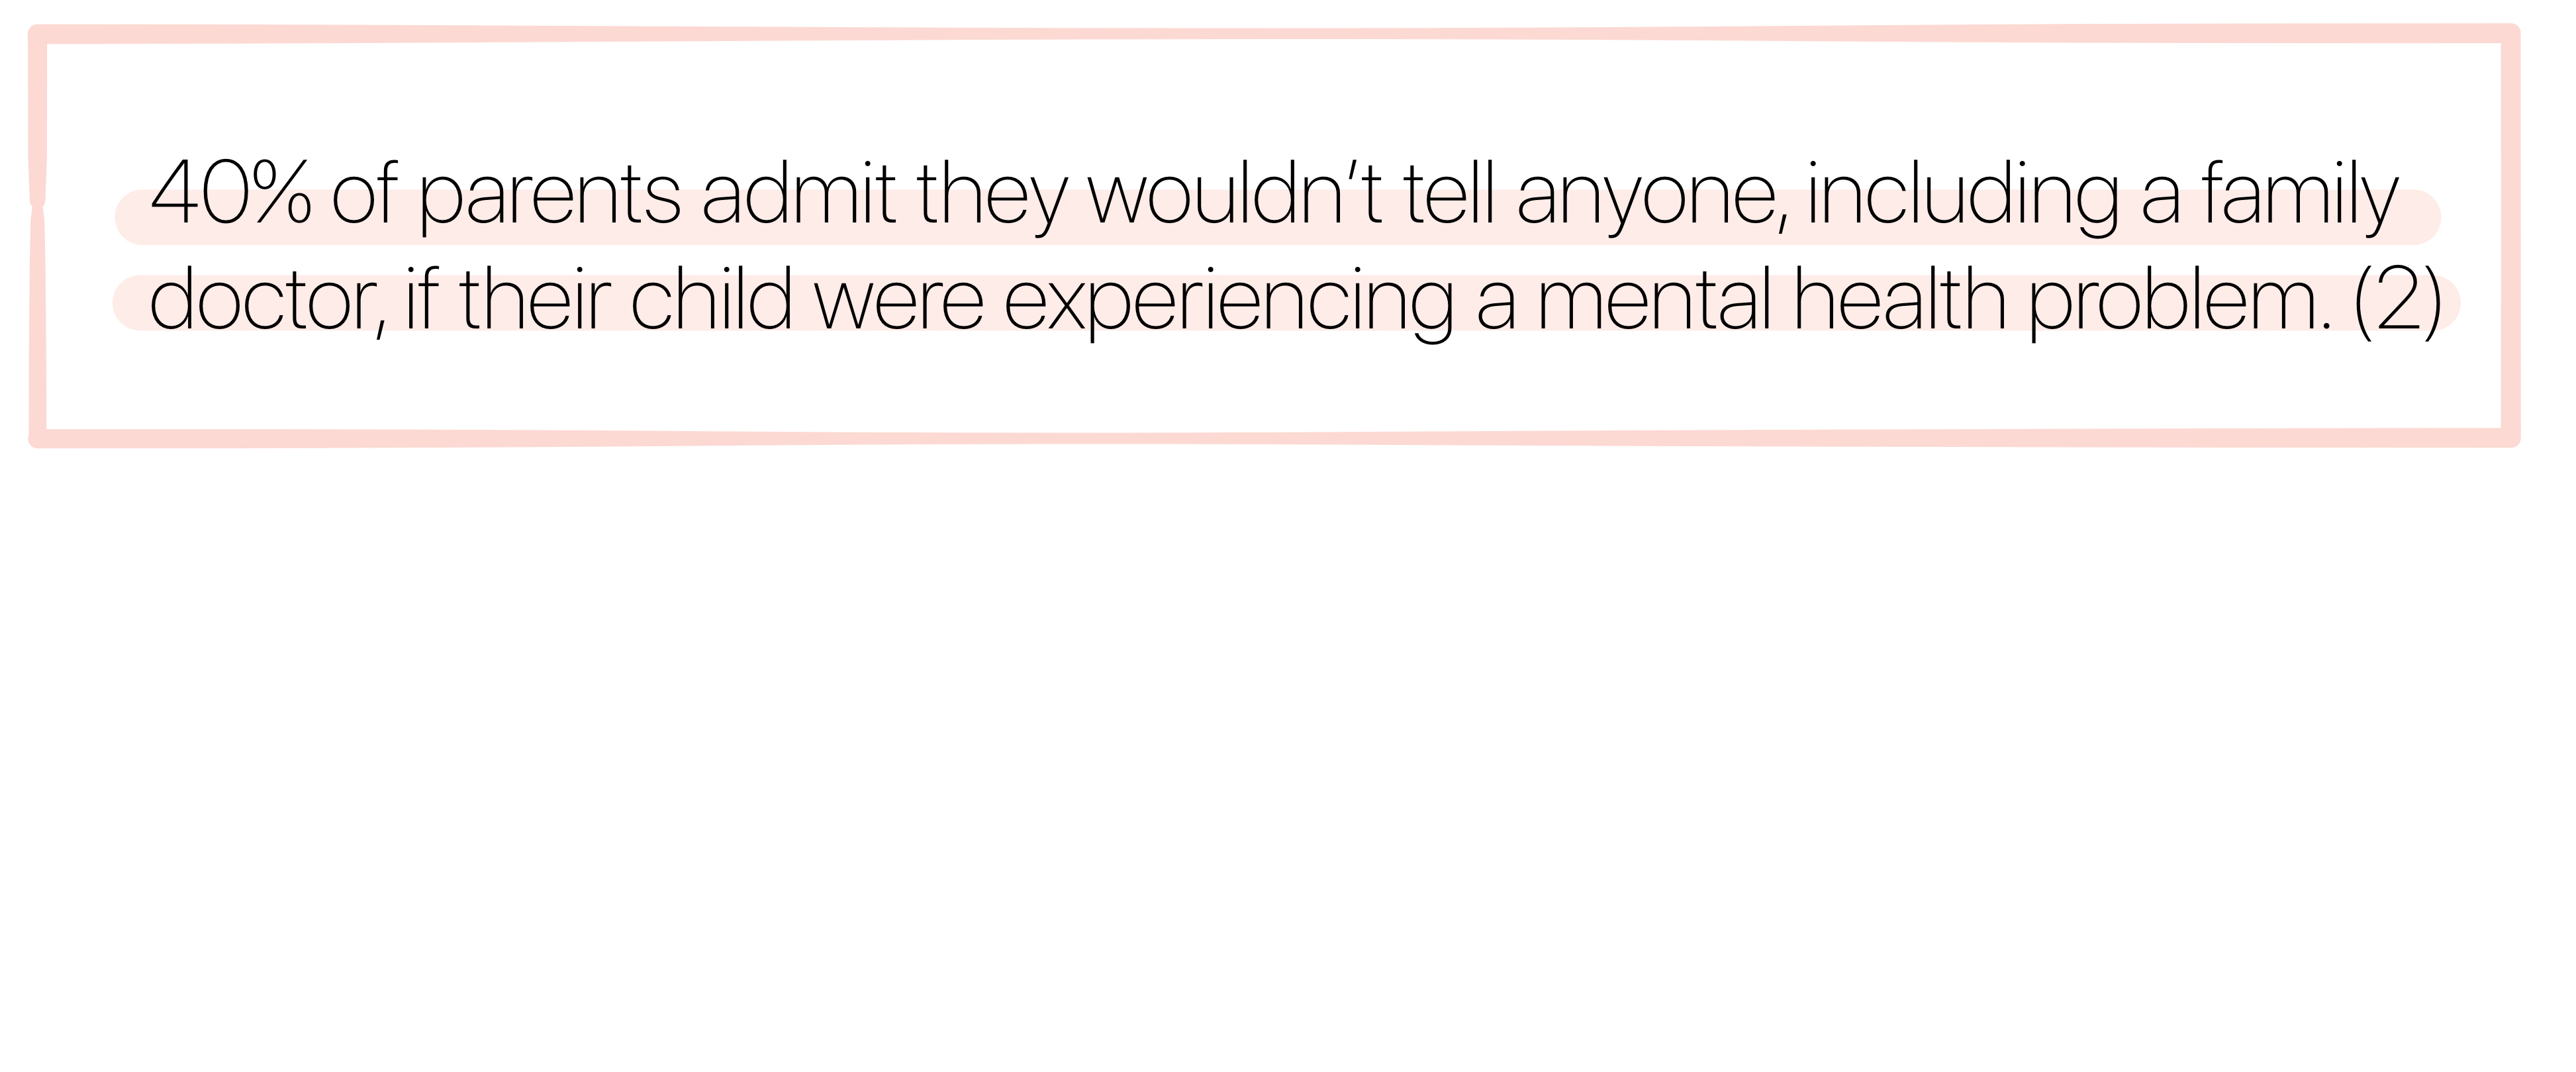 40% of parents admit they wouldn’t tell anyone, including a family
doctor, if their child were experiencing a mental health problem. (2)